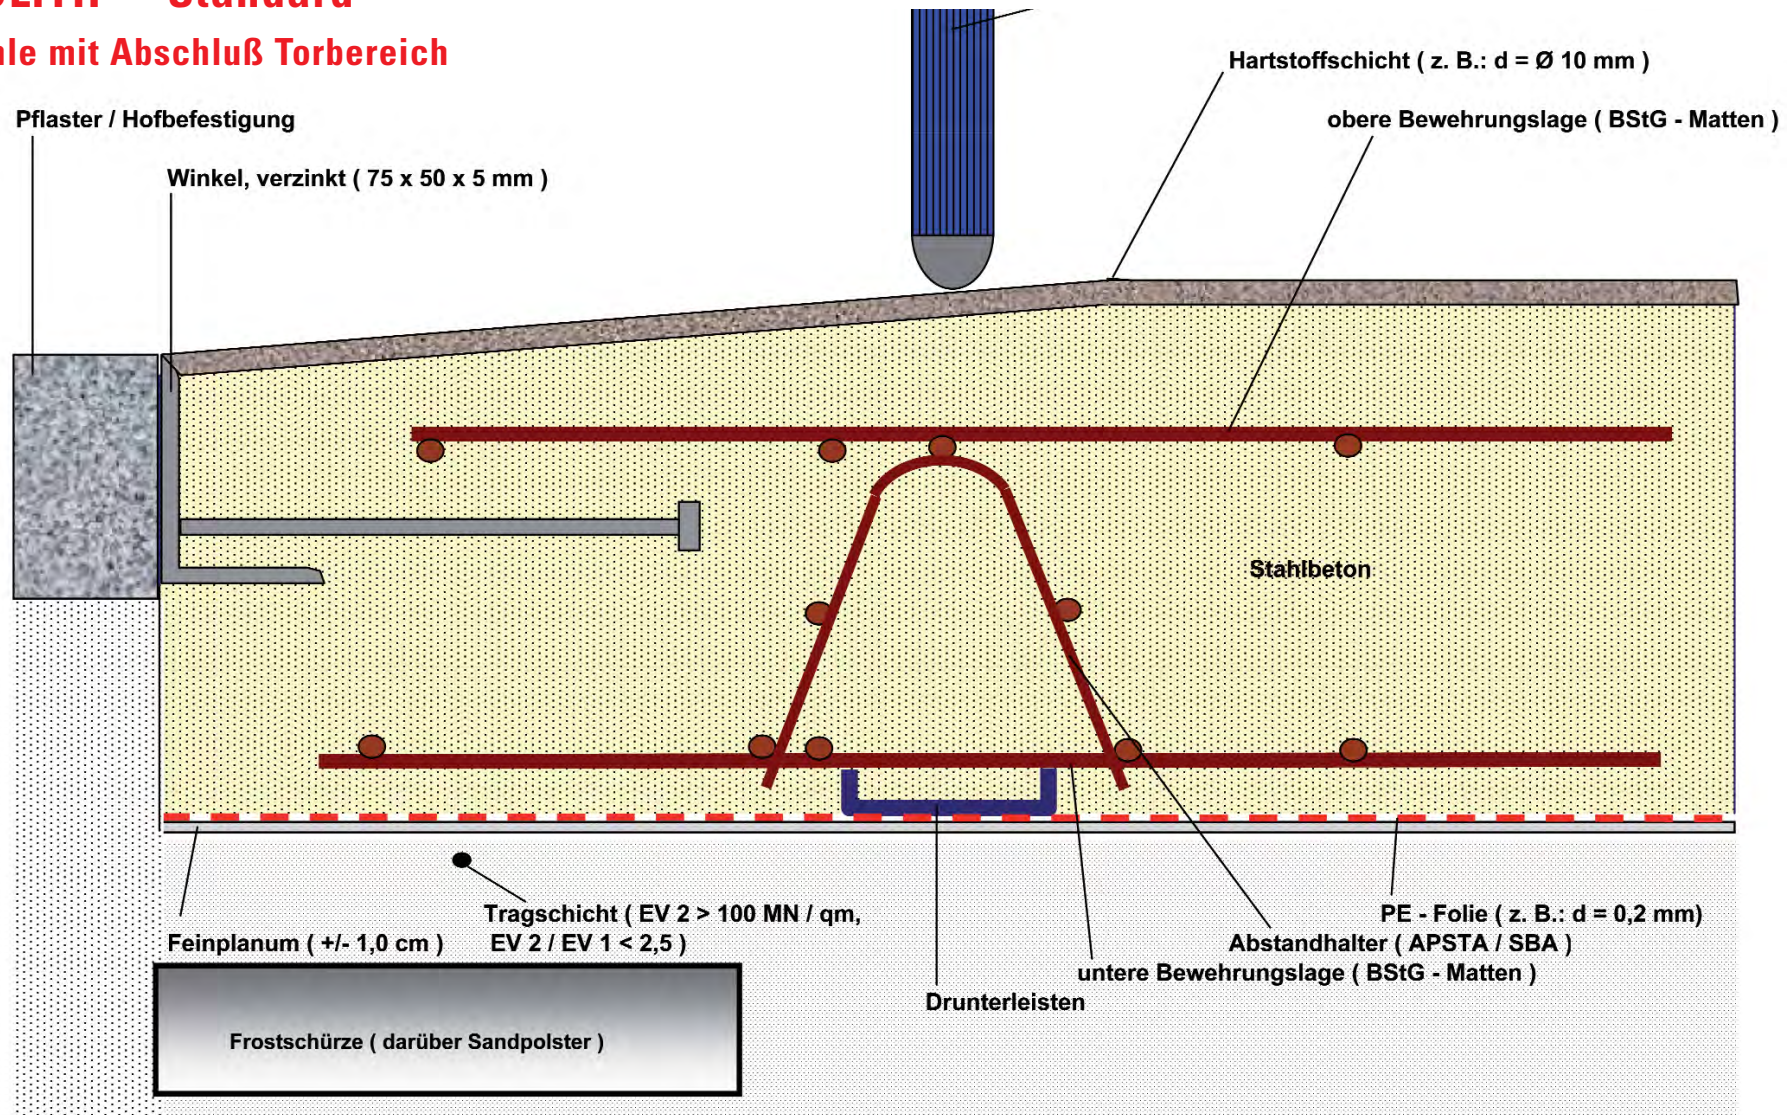 Standard
mit Abschluß Torbereich
Hartstoffschicht ( z. B.: d = Ø 10 mm )
Pflaster / Hofbefestigung
obere Bewehrungslage ( BStG - Matten )
Winkel, verzinkt ( 75 x 50 x 5 mm )
Stahlbeton
Tragschicht ( EV 2 > 100 MN / qm,
EV 2 / EV 1 < 2,5 )
PE - Folie ( z. B.: d = 0,2 mm)
Feinplanum ( +/- 1,0 cm )
Abstandhalter ( APSTA / SBA )
untere Bewehrungslage ( BStG - Matten )
Drunterleisten
Frostschürze ( darüber Sandpolster )